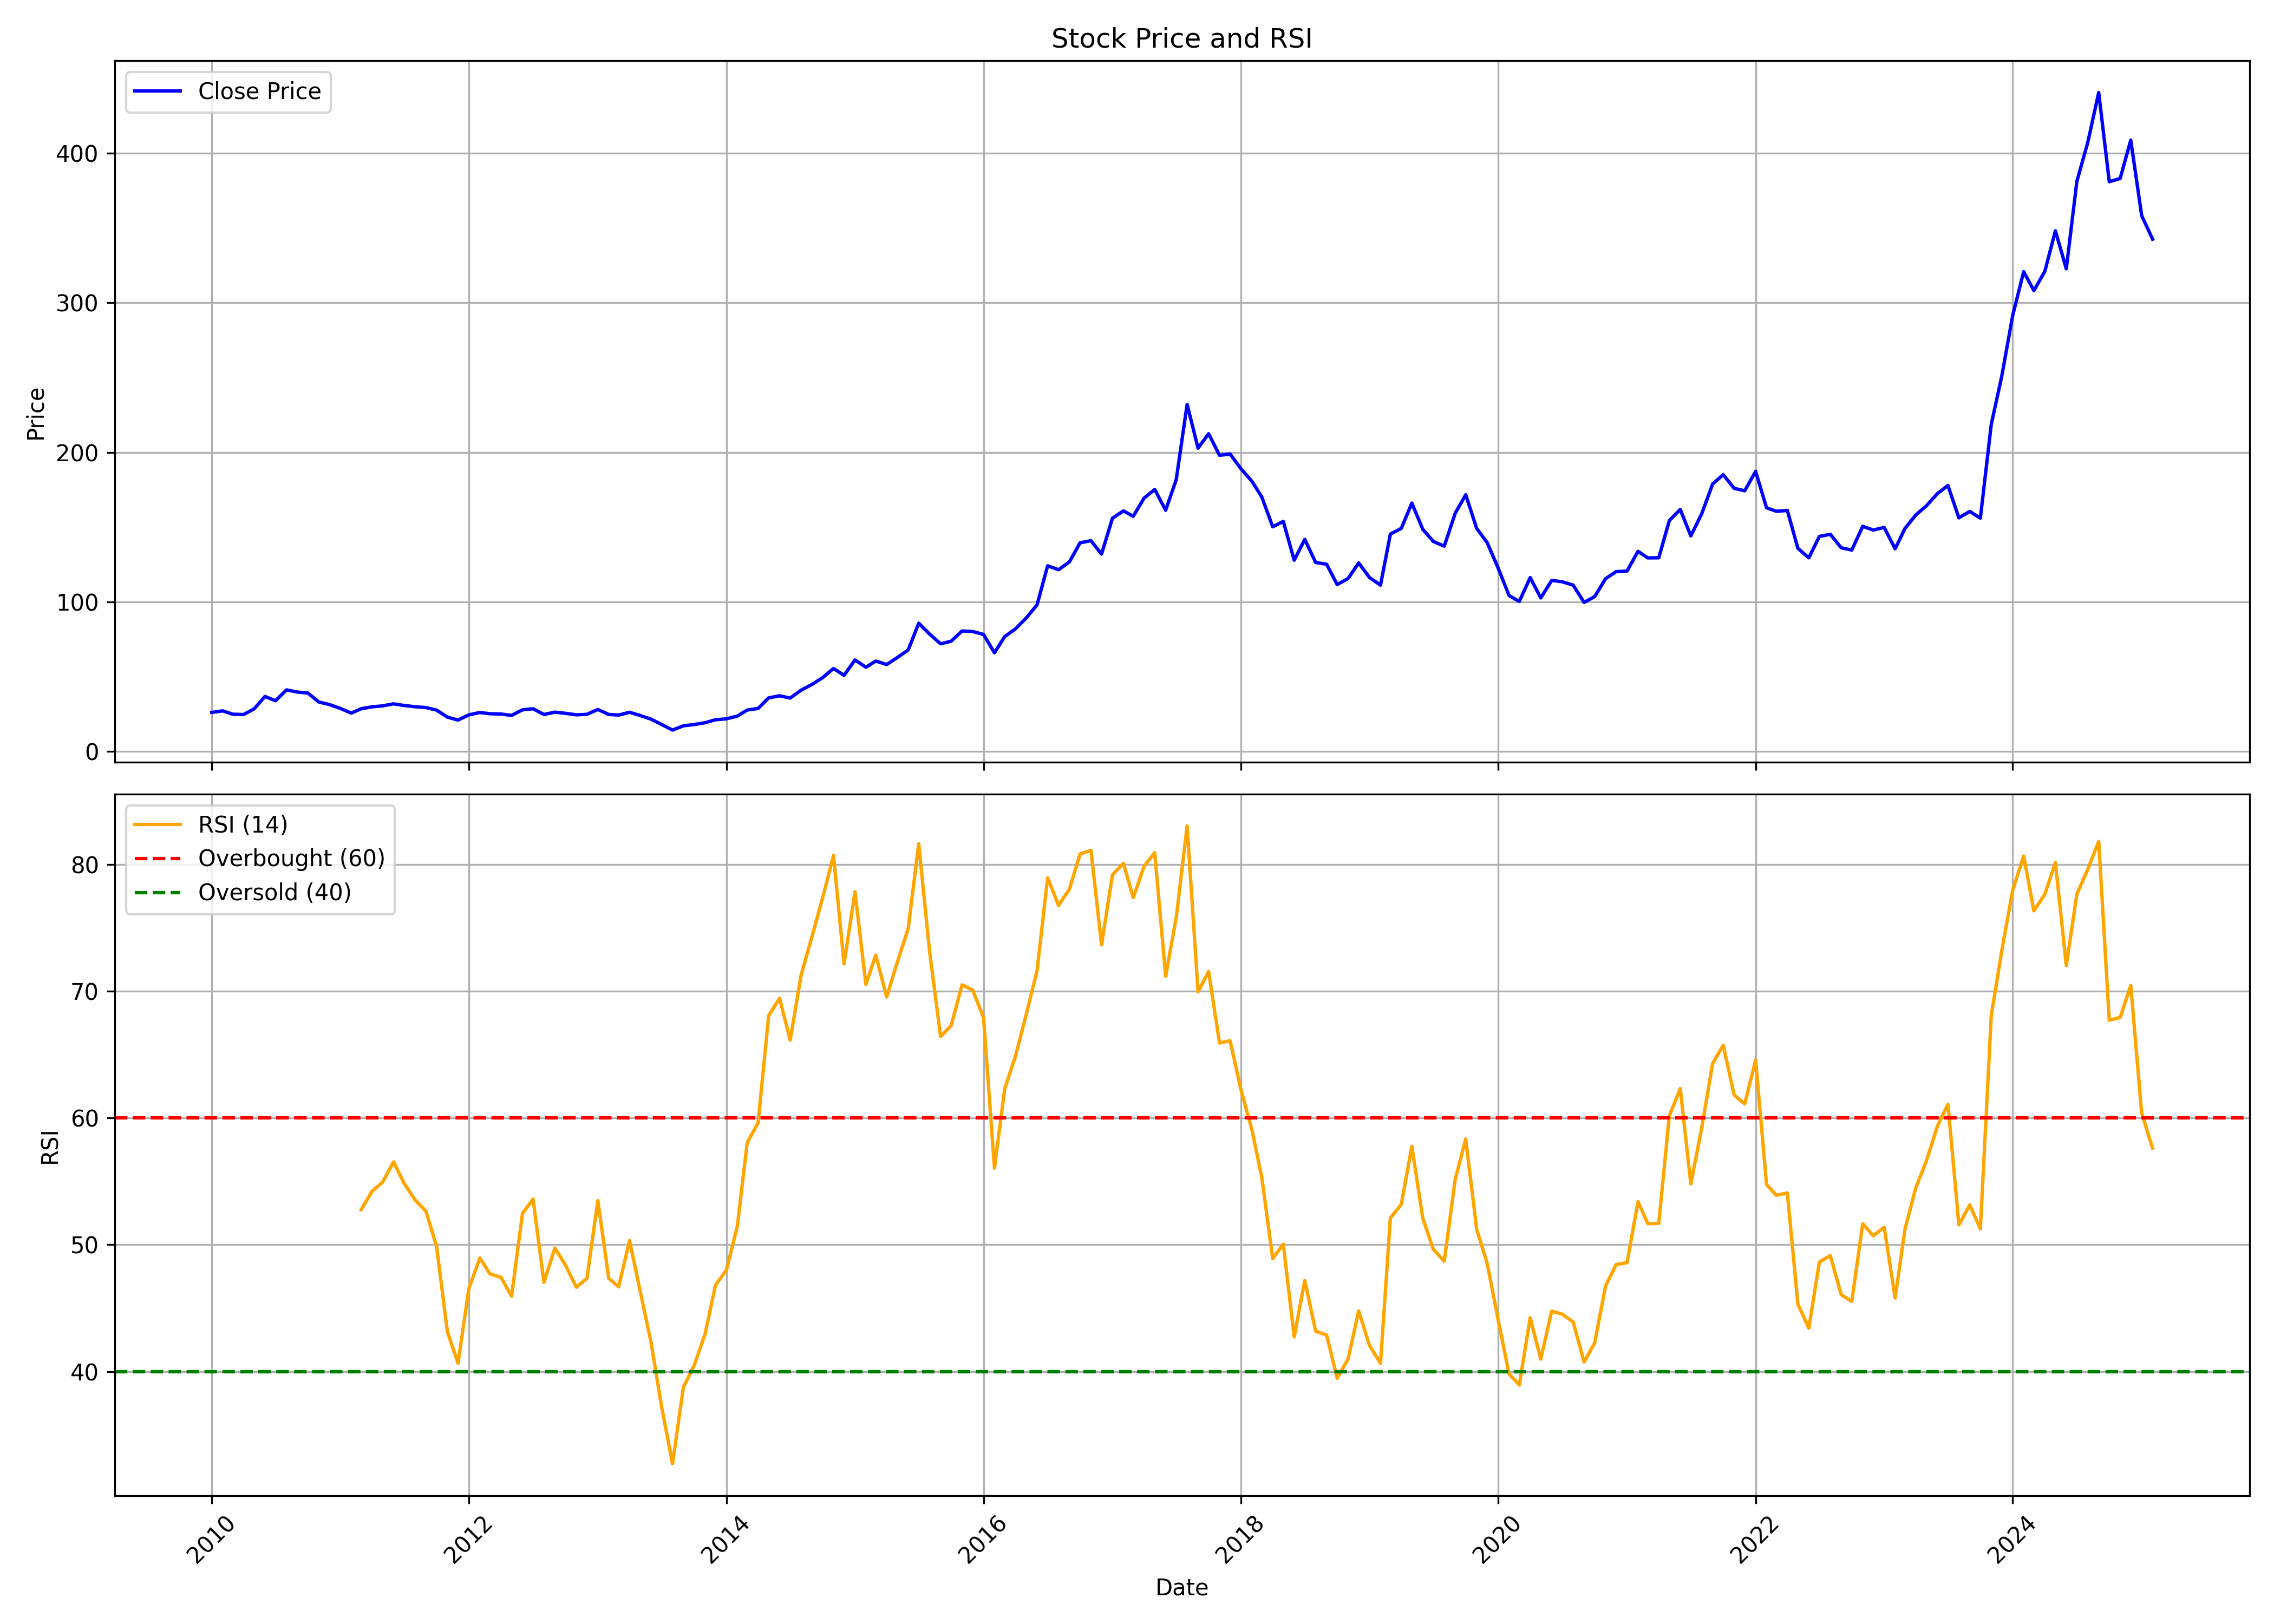 Stock Price and RSI
Close Price
400
300
200
100
0
Price
RSI (14)
Overbought (60)
Oversold (40)
80
70
60
50
40
RSI
2010
2012
2014
2016
2018
2020
2022
2024
Date